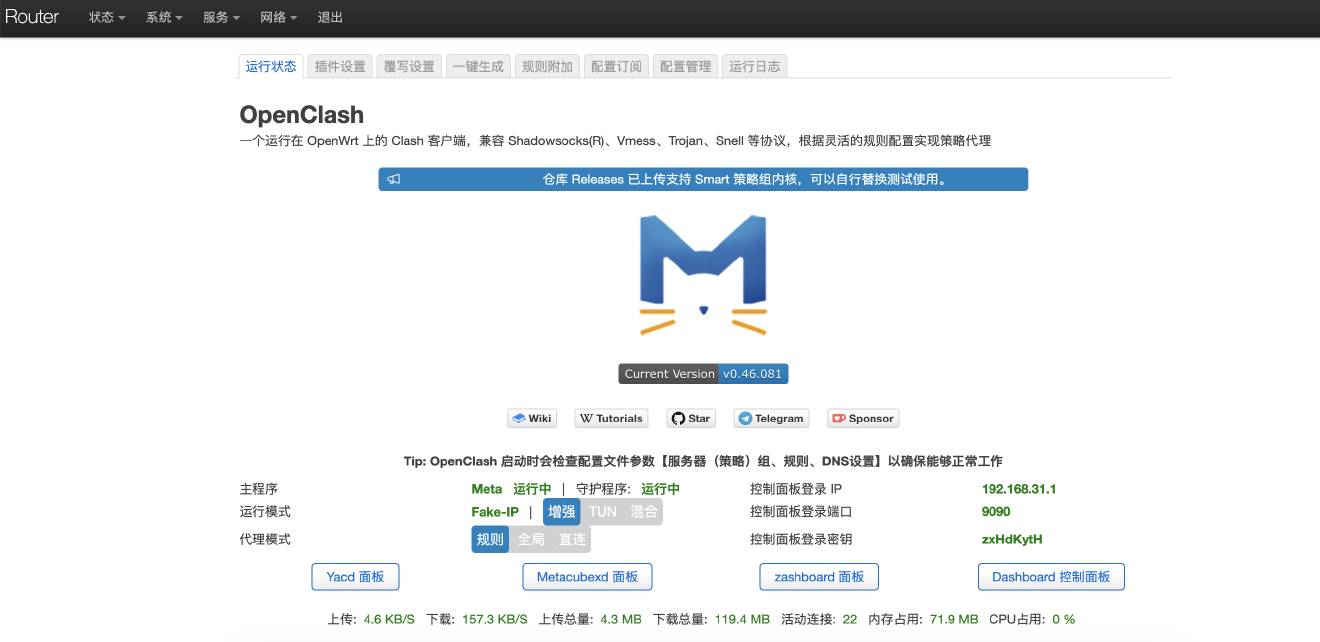 Router 状态 系统 服务 网络 退出
运行状态 插件设置 覆写设置 一键生成 规则附加 配置订阅 配置管理 运行日志
OpenClash
一个运行在 OpenWrt 上的 Clash 客户端，兼容 Shadowsocks(R)、Vmess、Trojan、Snell 等协议，根据灵活的规则配置实现策略代理
仓库 Releases 已上传支持 Smart 策略组内核，可以自行替换测试使用。
Current Version v0.46.081
Wiki Tutorials Star Telegram Sponsor
Tip: OpenClash 启动时会检查配置文件参数【服务器（策略）组、规则、DNS设置】以确保能够正常工作
主程序 Meta 运行中 | 守护程序: 运行中 控制面板登录 IP 192.168.31.1
运行模式 Fake-IP | 增强 TUN 混合 控制面板登录端口 9090
代理模式 规则 全局 直连 控制面板登录密钥 zxHdKytH
Yacd 面板 Metacubexd 面板 zashboard 面板 Dashboard 控制面板
上传: 4.6 KB/S 下载: 157.3 KB/S 上传总量: 4.3 MB 下载总量: 119.4 MB 活动连接: 22 内存占用: 71.9 MB CPU占用: 0 %